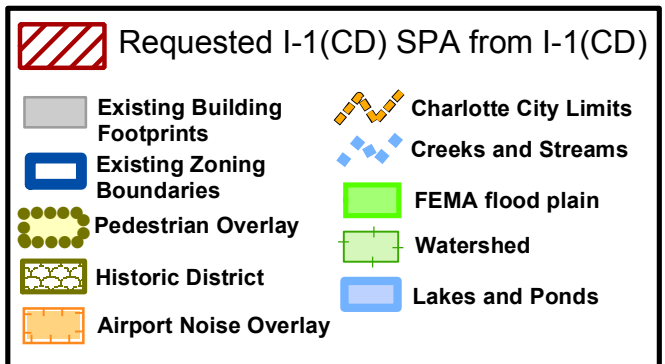 Requested I-1(CD) SPA from I-1(CD)
Existing Building
Footprints
Existing Zoning
Boundaries
Pedestrian Overlay
Historic District
Airport Noise Overlay
Charlotte City Limits
Creeks and Streams
FEMA flood plain
Watershed
Lakes and Ponds